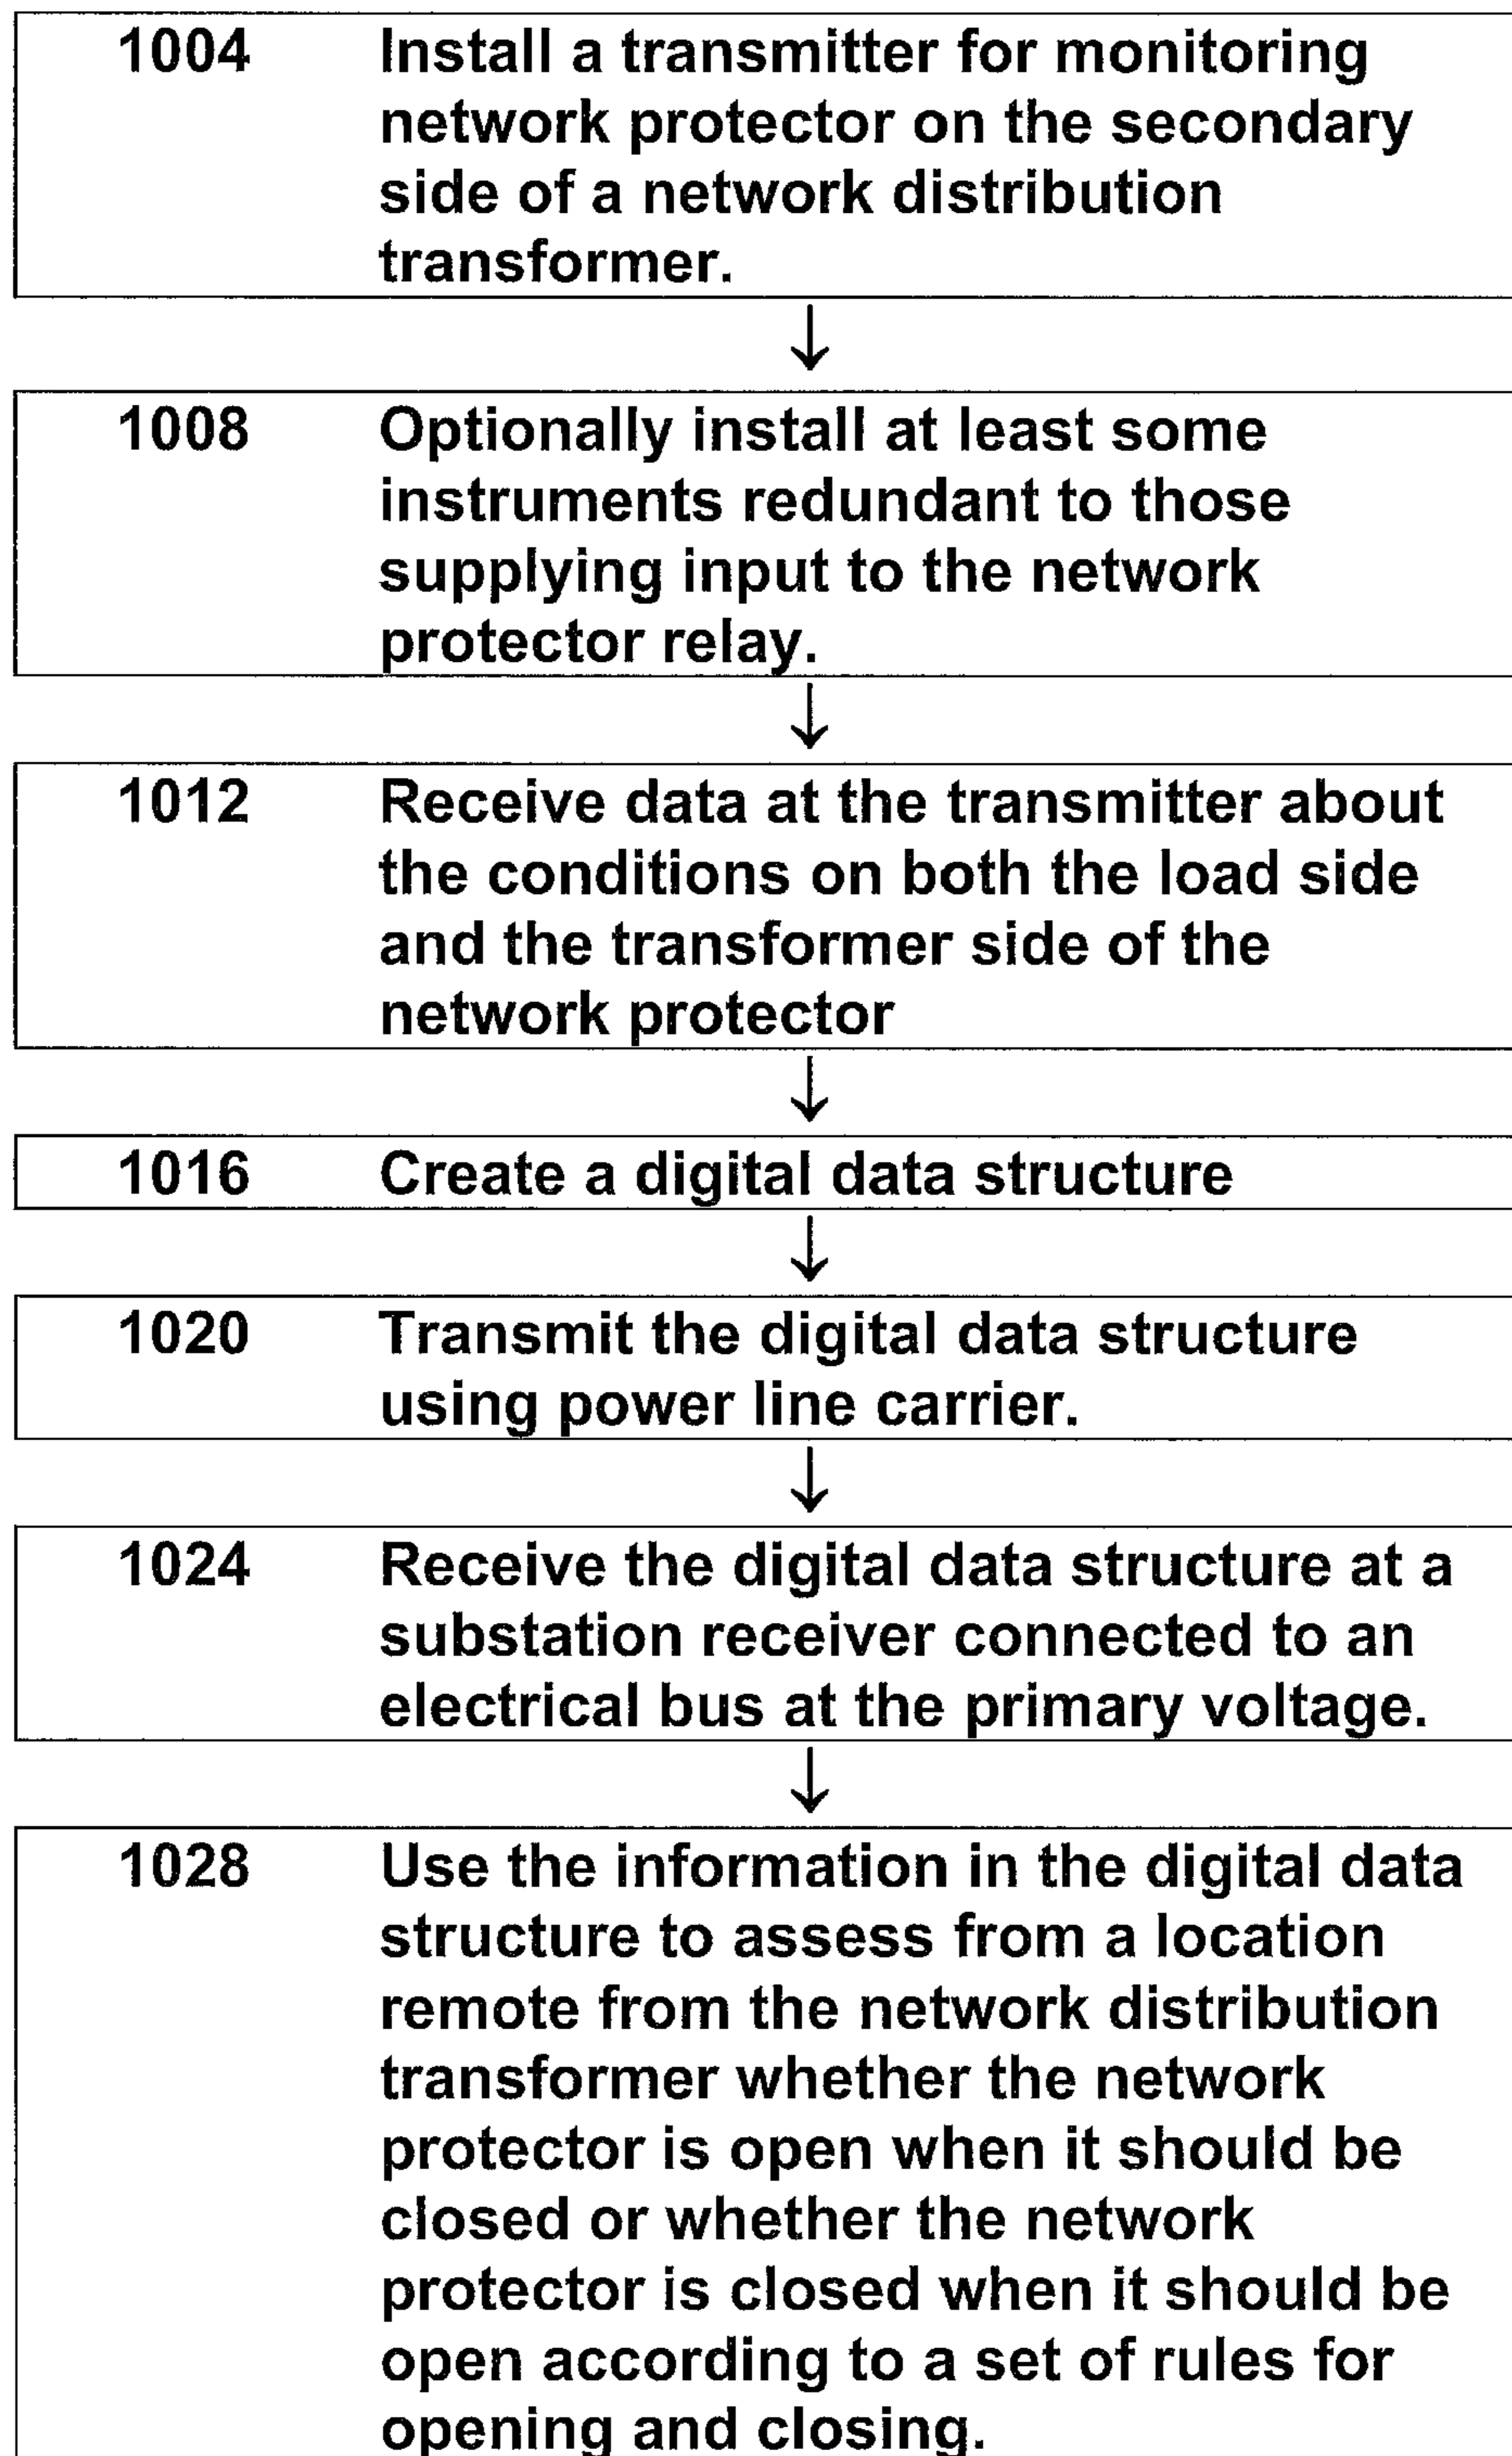 1004 Install a transmitter for monitoring
network protector on the secondary
side of a network distribution
transformer.
1008 Optionally install at least some
instruments redundant to those
supplying input to the network
protector relay.
1012 Receive data at the transmitter about
the conditions on both the load side
and the transformer side of the
network protector
1016 Create a digital data structure
1020 Transmit the digital data structure
using power line carrier.
1024 Receive the digital data structure at a
substation receiver connected to an
electrical bus at the primary voltage.
1028 Use the information in the digital data
structure to assess from a location
remote from the network distribution
transformer whether the network
protector is open when it should be
closed or whether the network
protector is closed when it should be
open according to a set of rules for
opening and closing.